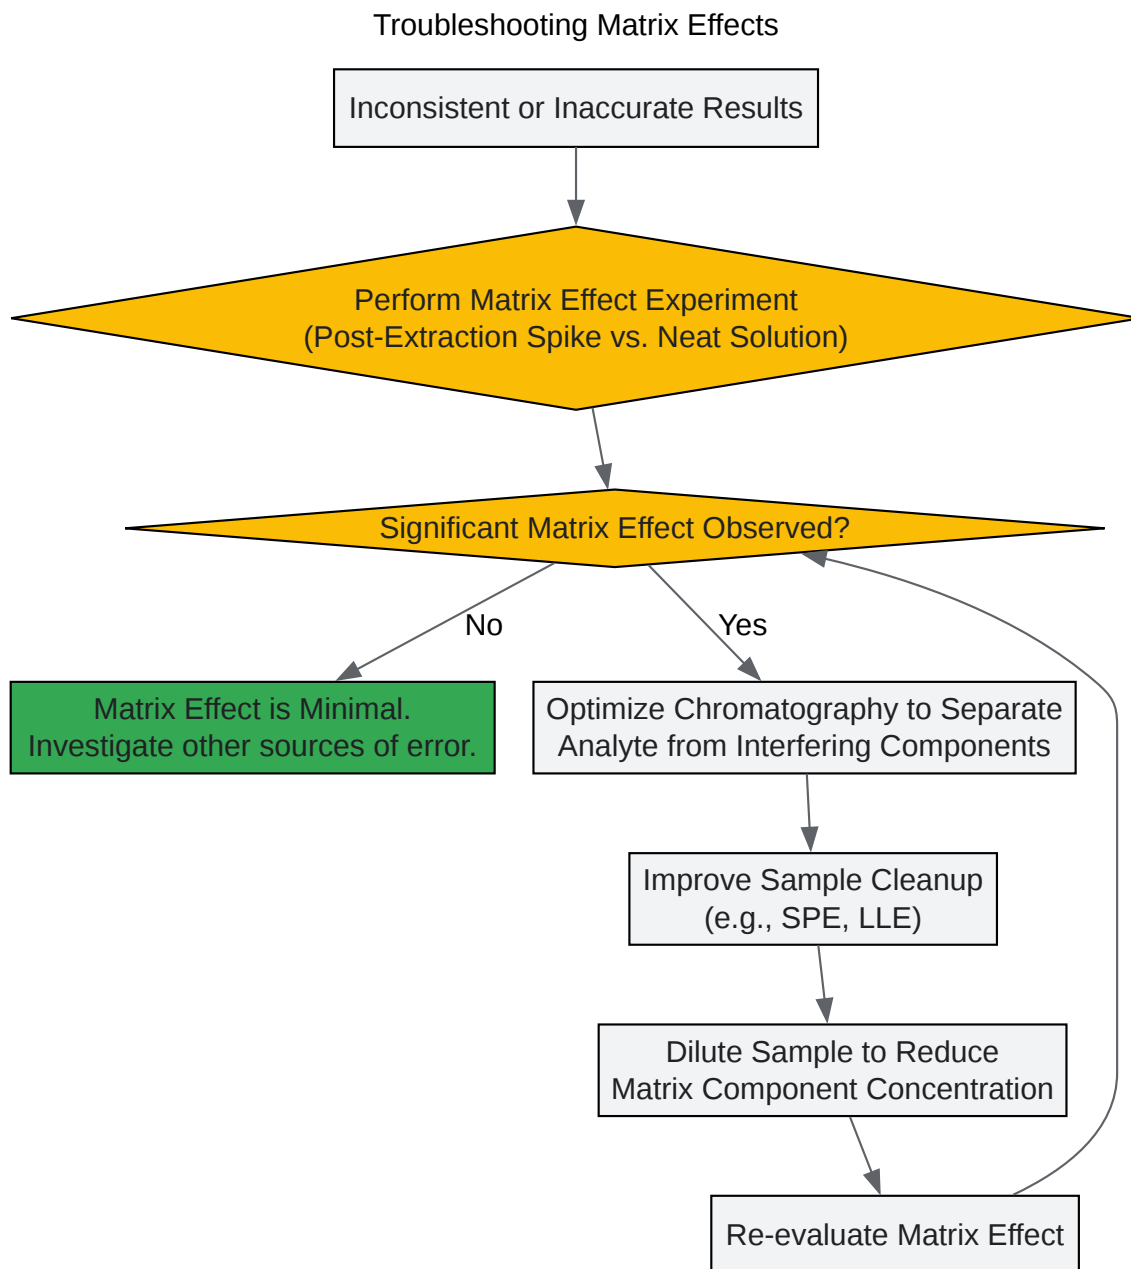 Troubleshooting Matrix Effects
Inconsistent or Inaccurate Results
Perform Matrix Effect Experiment
(Post-Extraction Spike vs. Neat Solution)
Significant Matrix Effect Observed?
No
Yes
Matrix Effect is Minimal.
Investigate other sources of error.
Optimize Chromatography to Separate
Analyte from Interfering Components
Improve Sample Cleanup
(e.g., SPE, LLE)
Dilute Sample to Reduce
Matrix Component Concentration
Re-evaluate Matrix Effect